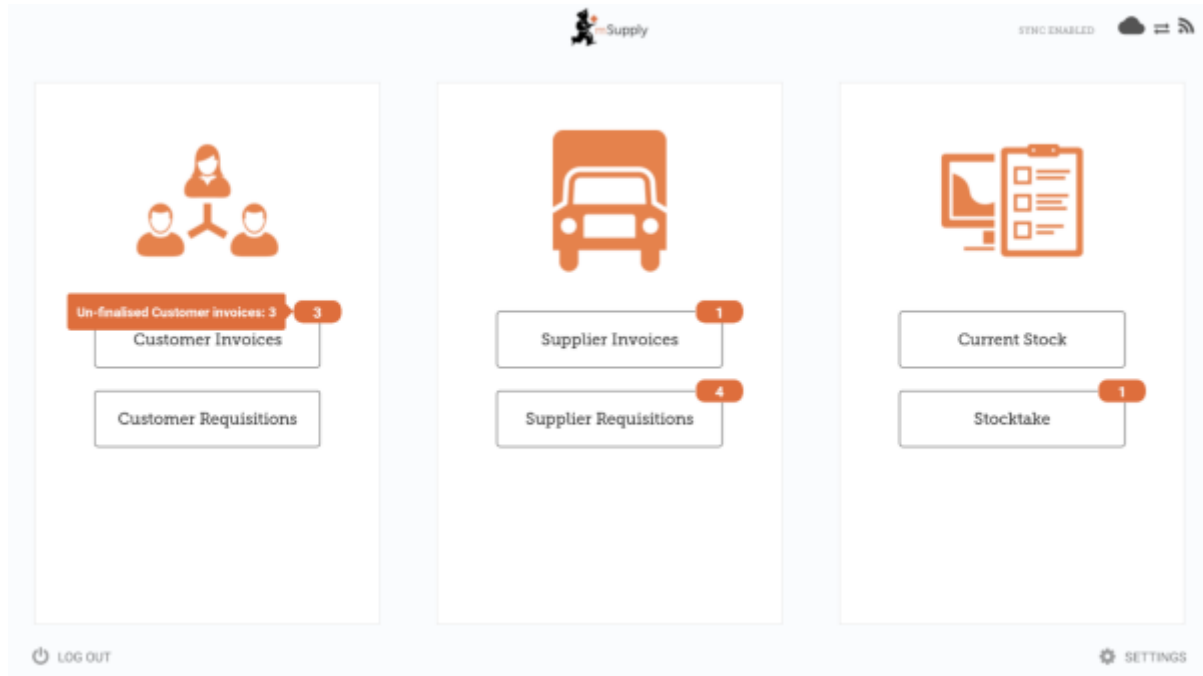 mSupply
SYNC ENABLED
Un-finalised Customer invoices: 3
3
Customer Invoices
Customer Requisitions
1
Supplier Invoices
4
Supplier Requisitions
Current Stock
1
Stocktake
LOG OUT
SETTINGS